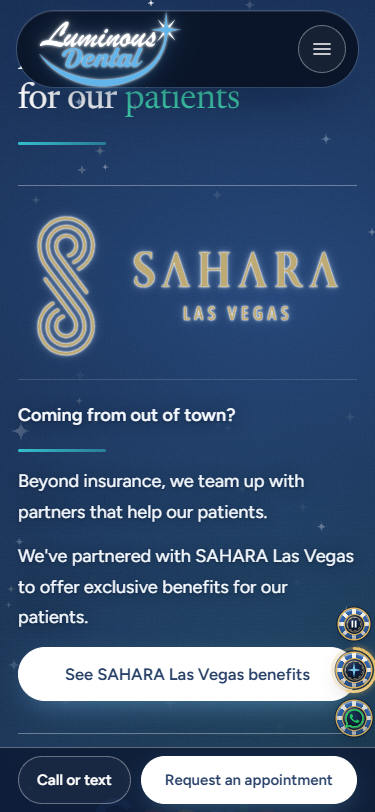 Luminous
Dental
for our patients
SAHARA
LAS VEGAS
Coming from out of town?
Beyond insurance, we team up with
partners that help our patients.
We've partnered with SAHARA Las Vegas
to offer exclusive benefits for our
patients.
See SAHARA Las Vegas benefits
Call or text
Request an appointment